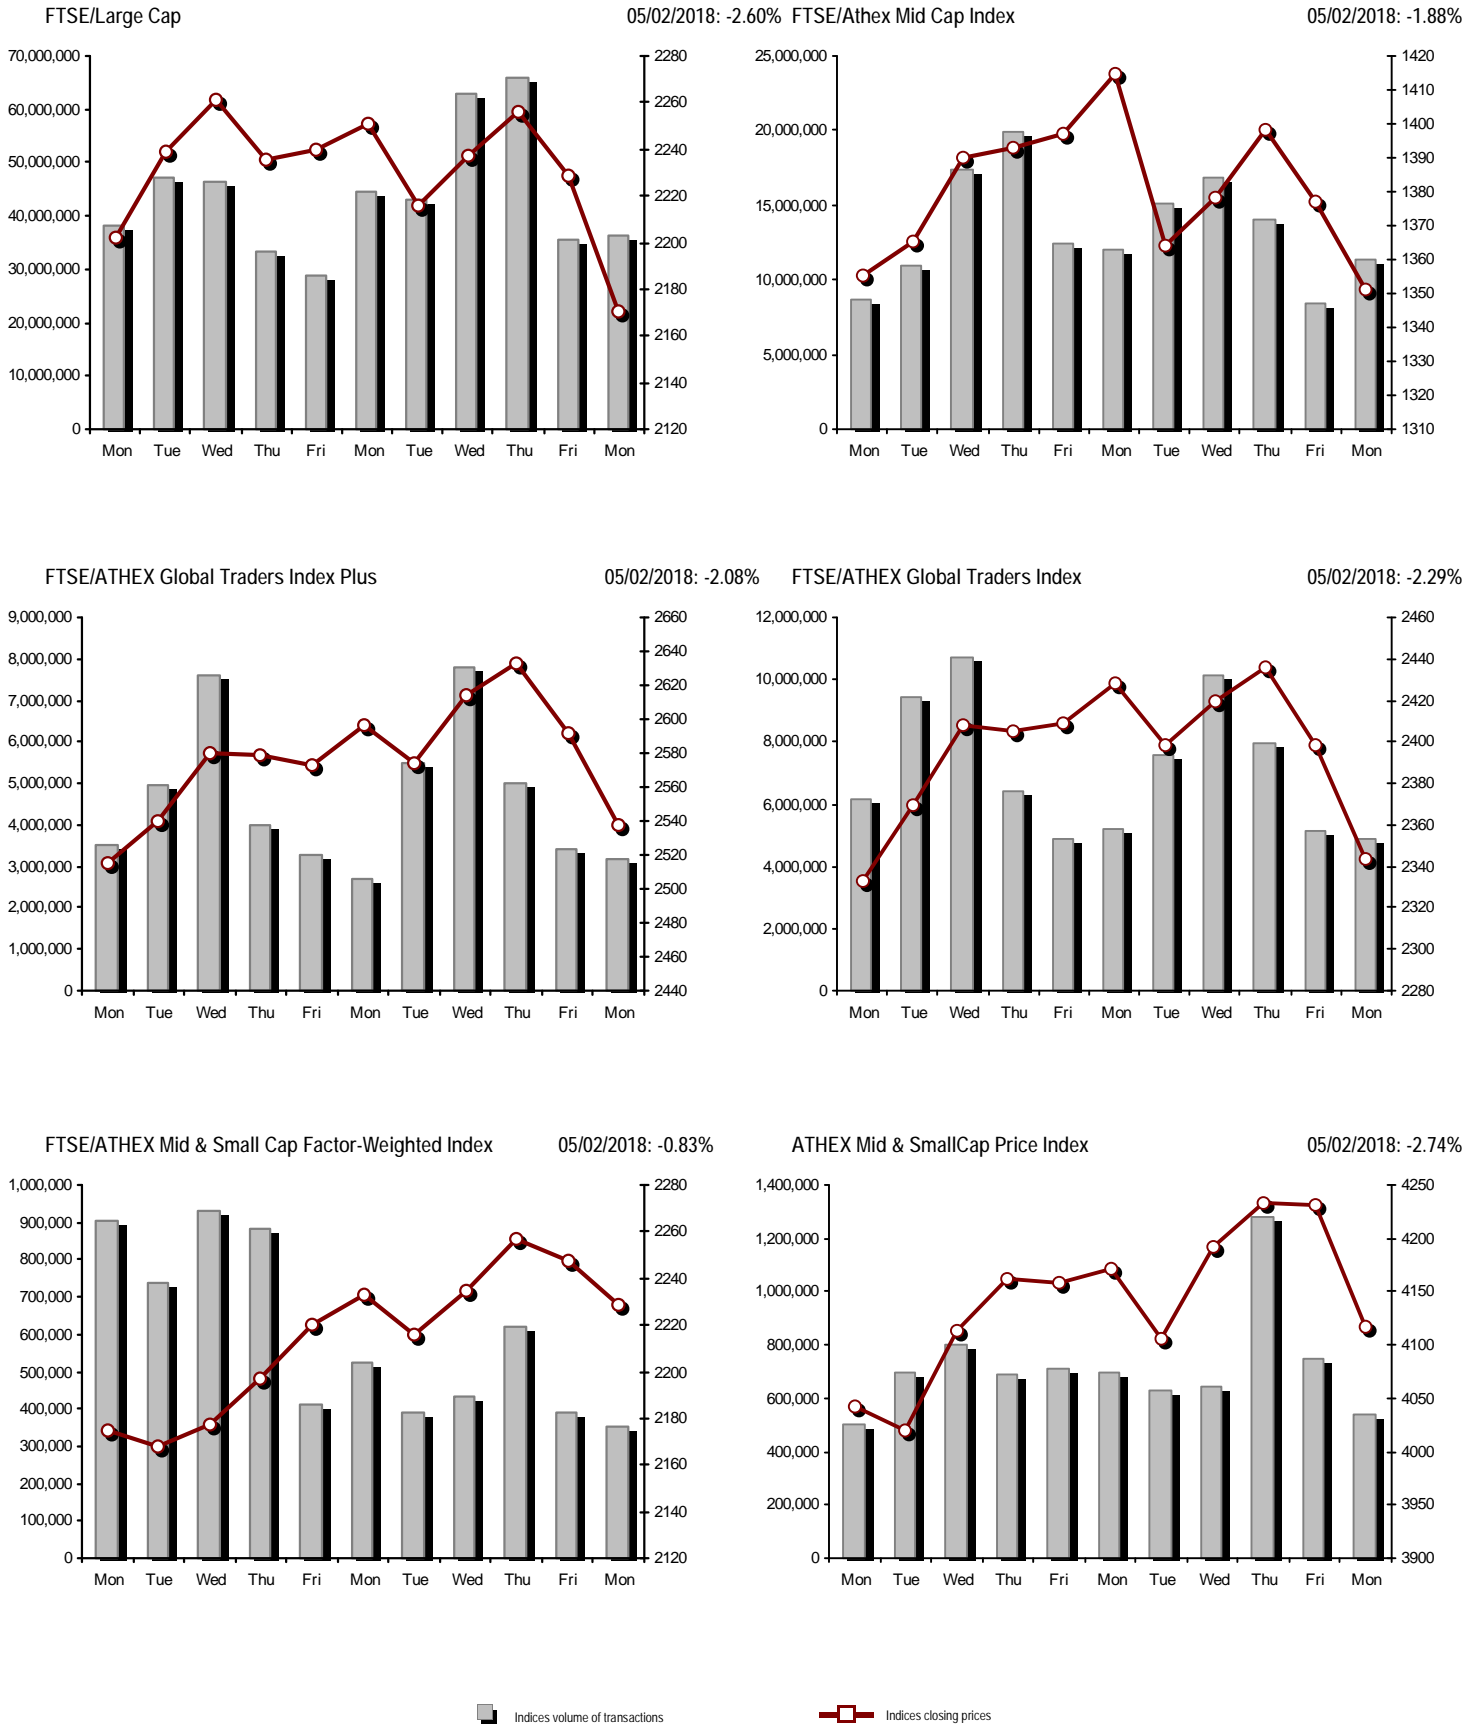 FTSE/Large Cap 05/02/2018: -2.60% FTSE/Athex Mid Cap Index 05/02/2018: -1.88%
70,000,000 2280 25,000,000 1420
60,000,000 2260 1410
50,000,000 2240 20,000,000 1400
40,000,000 2220 1390
30,000,000 2200 15,000,000 1380
20,000,000 2180 1370
10,000,000 2160 10,000,000 1360
0 2140 1350
2120 5,000,000 1340
1330
1320
0 1310
Mon Tue Wed Thu Fri Mon Tue Wed Thu Fri Mon
Mon Tue Wed Thu Fri Mon Tue Wed Thu Fri Mon
FTSE/ATHEX Global Traders Index Plus 05/02/2018: -2.08% FTSE/ATHEX Global Traders Index 05/02/2018: -2.29%
9,000,000 2660 12,000,000 2460
8,000,000 2640 2440
7,000,000 2620 10,000,000 2420
6,000,000 2600 2400
5,000,000 2580 8,000,000 2380
4,000,000 2560 6,000,000 2360
3,000,000 2540 2340
2,000,000 2520 4,000,000 2320
1,000,000 2500 2,000,000 2300
0 2480 0 2280
2460
2440
Mon Tue Wed Thu Fri Mon Tue Wed Thu Fri Mon
Mon Tue Wed Thu Fri Mon Tue Wed Thu Fri Mon
FTSE/ATHEX Mid & Small Cap Factor-Weighted Index 05/02/2018: -0.83% ATHEX Mid & SmallCap Price Index 05/02/2018: -2.74%
1,000,000 2280 1,400,000 4250
900,000 2260 1,200,000 4200
800,000 2240 1,000,000 4150
700,000 2220 800,000 4100
600,000 2200 600,000 4050
500,000 2180 400,000 4000
400,000 2160 200,000 3950
300,000 2140 0 3900
200,000 2120
100,000
0
Mon Tue Wed Thu Fri Mon Tue Wed Thu Fri Mon
Mon Tue Wed Thu Fri Mon Tue Wed Thu Fri Mon
Indices volume of transactions Indices closing prices